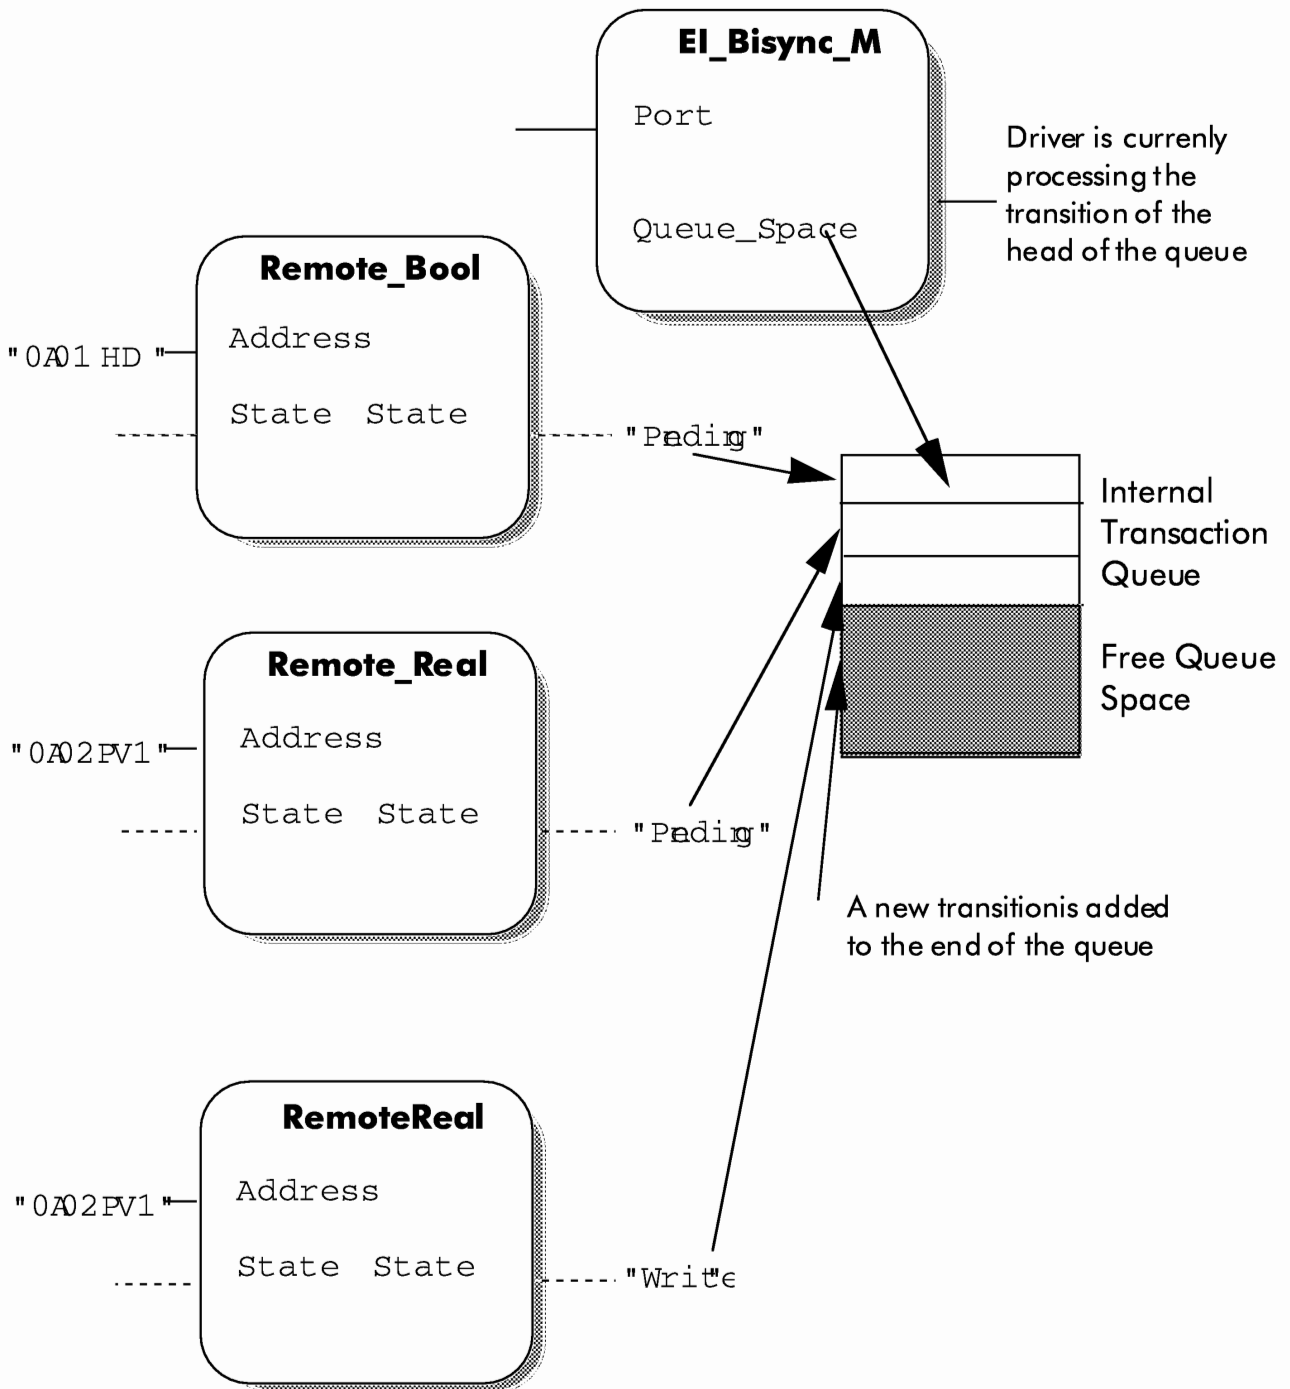 EI_Bisync_M
Port
Queue_Space
Driver is currenly
processing the
transition of the
head of the queue
Remote_Bool
"0A01 HD "
Address
State State
"Pending"
Internal
Transaction
Queue
Free Queue
Space
Remote_Real
"0A02PV1"
Address
State State
"Pending"
A new transitionis added
to the end of the queue
RemoteReal
"0A02PV1"
Address
State State
"Write"